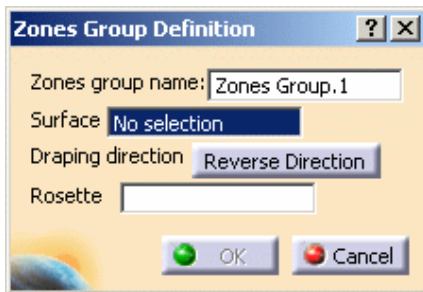 Zones Group Definition ? X
Zones group name: Zones Group.1
Surface No selection
Draping direction Reverse Direction
Rosette
OK Cancel